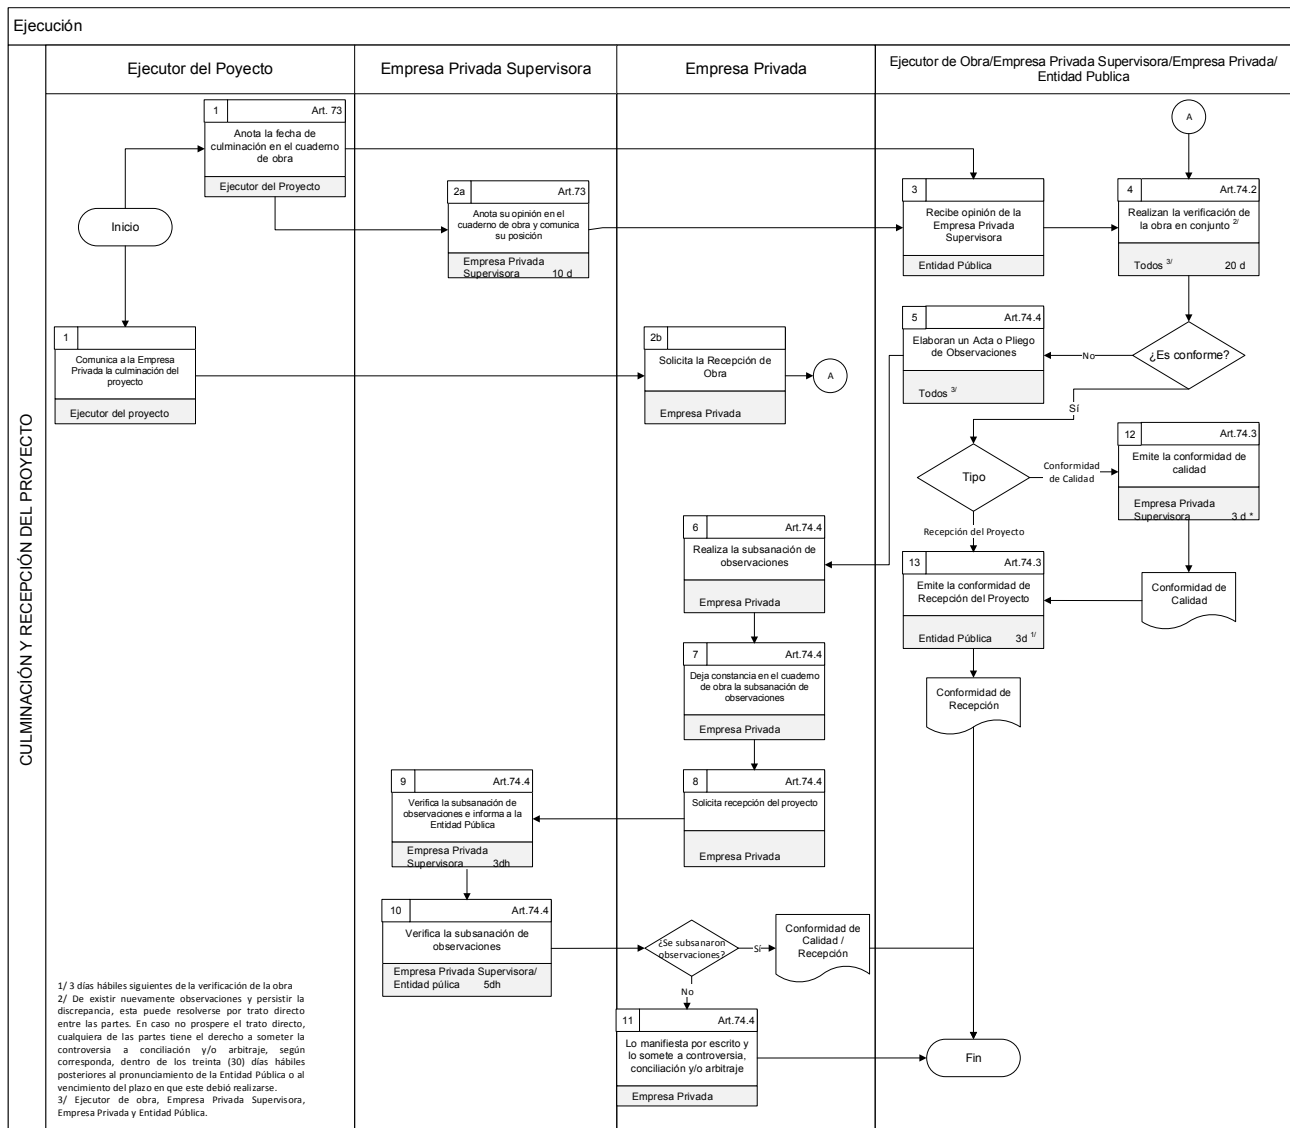 Ejecución
CULMINACIÓN Y RECEPCIÓN DEL PROYECTO
Ejecutor del Poyecto
Empresa Privada Supervisora
Empresa Privada
Ejecutor de Obra/Empresa Privada Supervisora/Empresa Privada/
Entidad Publica
Inicio
1
Art. 73
Anota la fecha de
culminación en el cuaderno
de obra
Ejecutor del Proyecto
1
Comunica a la Empresa
Privada la culminación del
proyecto
Ejecutor del proyecto
2a
Art.73
Anota su opinión en el
cuaderno de obra y comunica
su posición
Empresa Privada
Supervisora 10 d
2b
Solicita la Recepción de
Obra
Empresa Privada
A
A
3
Recibe opinión de la
Empresa Privada
Supervisora
Entidad Pública
4
Art.74.2
Realizan la verificación de
la obra en conjunto 2/
Todos 3/ 20 d
¿Es conforme?
No
Sí
5
Art.74.4
Elaboran un Acta o Pliego
de Observaciones
Todos 3/
Tipo
Conformidad
de Calidad
Recepción del Proyecto
12
Art.74.3
Emite la conformidad de
calidad
Empresa Privada
Supervisora 3 d *
Conformidad de
Calidad
13
Art.74.3
Emite la conformidad de
Recepción del Proyecto
Entidad Pública 3d 1/
Conformidad de
Recepción
6
Art.74.4
Realiza la subsanación de
observaciones
Empresa Privada
7
Art.74.4
Deja constancia en el cuaderno
de obra la subsanación de
observaciones
Empresa Privada
8
Art.74.4
Solicita recepción del proyecto
Empresa Privada
9
Art.74.4
Verifica la subsanación de
observaciones e informa a la
Entidad Pública
Empresa Privada
Supervisora 3dh
10
Art.74.4
Verifica la subsanación de
observaciones
Empresa Privada Supervisora/
Entidad púlica 5dh
¿Se subsanaron
observaciones?
Sí
No
Conformidad de
Calidad /
Recepción
11
Art.74.4
Lo manifiesta por escrito y
lo somete a controversia,
conciliación y/o arbitraje
Empresa Privada
Fin
1/ 3 días hábiles siguientes de la verificación de la obra
2/ De existir nuevamente observaciones y persistir la
discrepancia, esta puede resolverse por trato directo
entre las partes. En caso no prospere el trato directo,
cualquiera de las partes tiene el derecho a someter la
controversia a conciliación y/o arbitraje, según
corresponda, dentro de los treinta (30) días hábiles
posteriores al pronunciamiento de la Entidad Pública o al
vencimiento del plazo en que este debió realizarse.
3/ Ejecutor de obra, Empresa Privada Supervisora,
Empresa Privada y Entidad Pública.